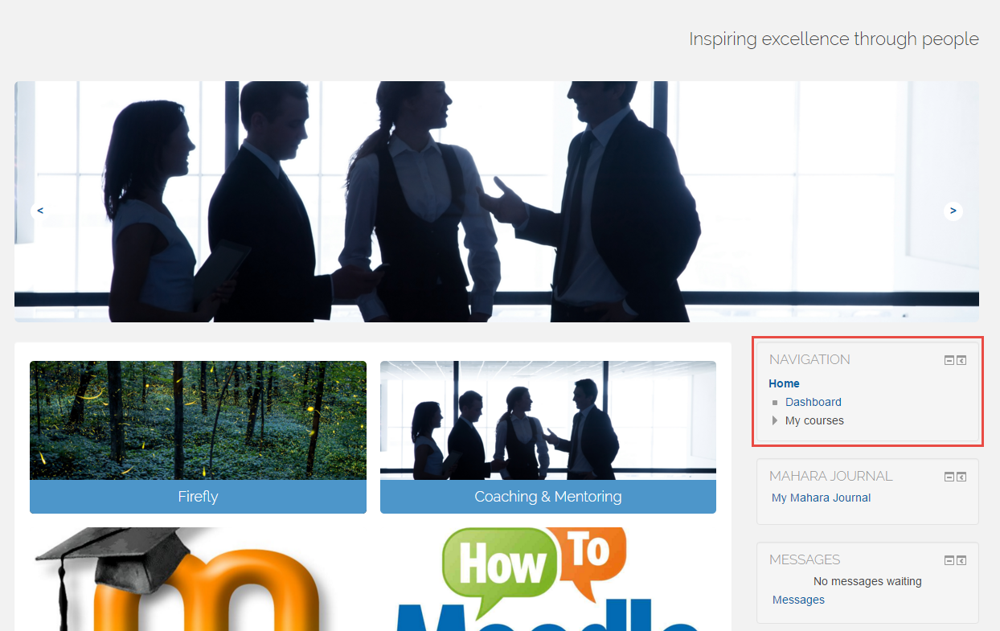 Inspiring excellence through people
<
>
NAVIGATION
Home
Dashboard
My courses
Firefly
Coaching & Mentoring
MAHARA JOURNAL
My Mahara Journal
MESSAGES
No messages waiting
Messages
m
How To
Moodle